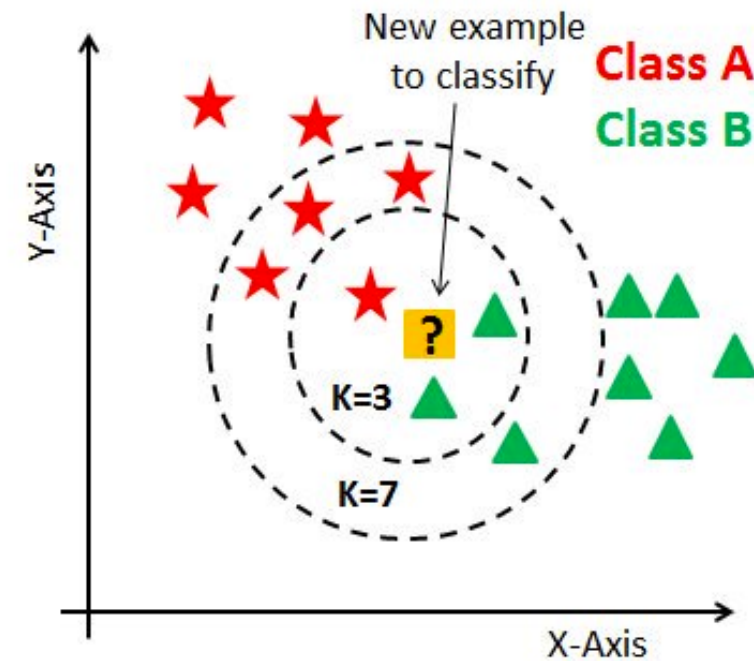 New example
to classify
Class A
Class B
Y-Axis
?
K=3
K=7
X-Axis